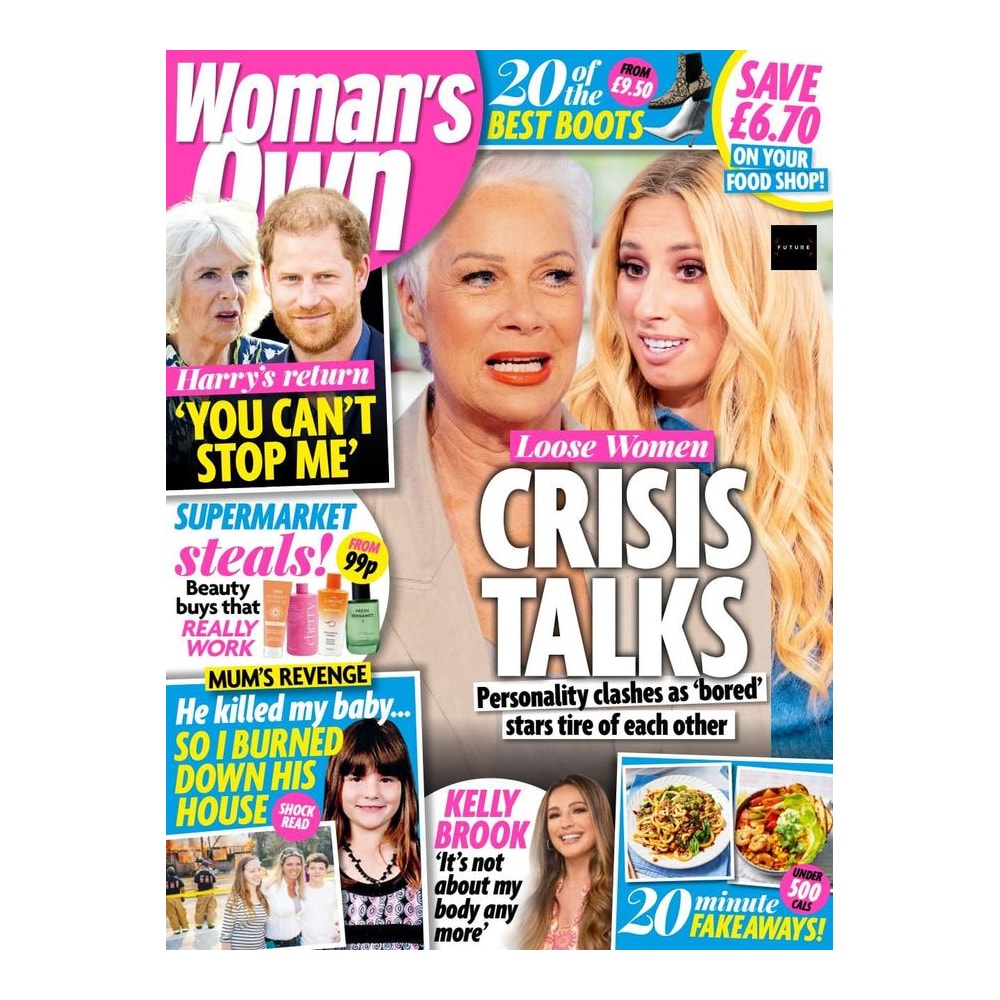 Woman's
Own
20 of the
BEST BOOTS
FROM
£9.50
SAVE
£6.70
ON YOUR
FOOD SHOP!
FUTURE
Harry's return
'YOU CAN'T
STOP ME'
Loose Women
CRISIS
TALKS
Personality clashes as 'bored'
stars tire of each other
SUPERMARKET
steals!
FROM
99p
Beauty
buys that
REALLY
WORK
cherry
FRESH
BERGAMOT
MUM'S REVENGE
He killed my baby...
SO I BURNED
DOWN HIS
HOUSE
SHOCK
READ
KELLY
BROOK
'It's not
about my
body any
more'
UNDER
500
CALS
20 minute
FAKEAWAYS!